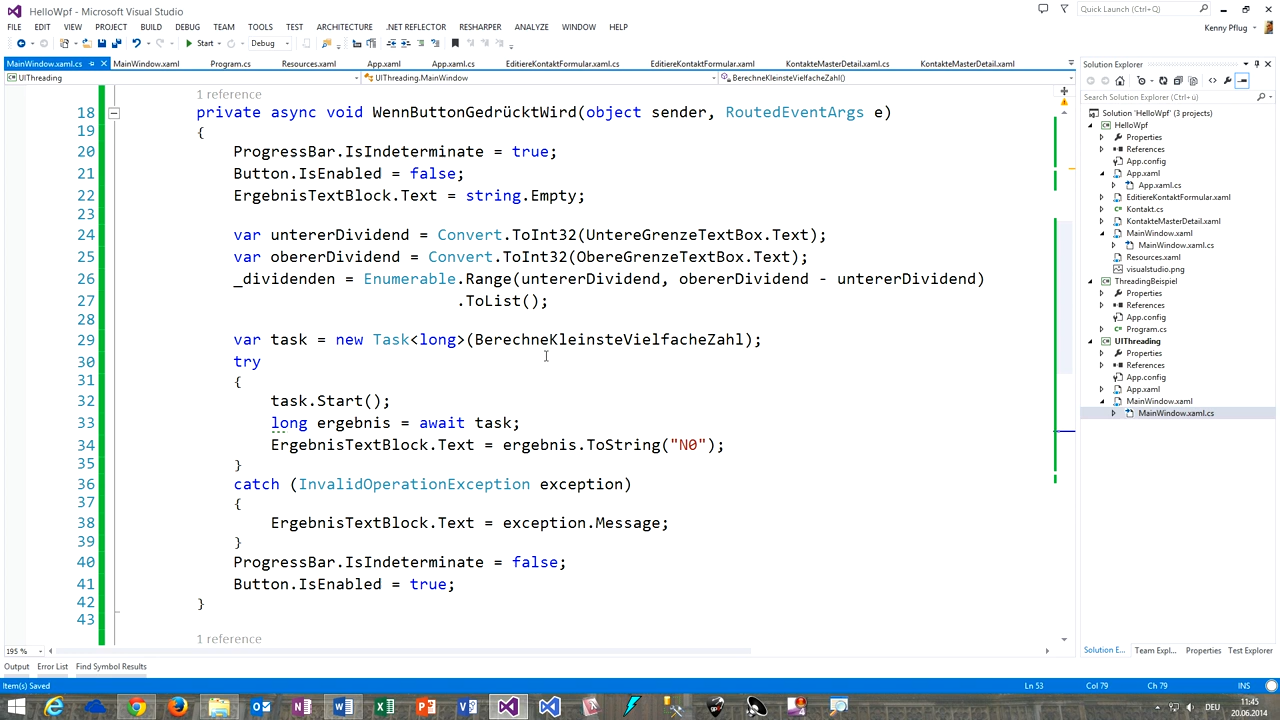 HelloWpf - Microsoft Visual Studio
Quick Launch (Ctrl+Q)
FILE EDIT VIEW PROJECT BUILD DEBUG TEAM TOOLS TEST ARCHITECTURE .NET REFLECTOR RESHARPER ANALYZE WINDOW HELP
Kenny Pflug
Start Debug
MainWindow.xaml.cs MainWindow.xaml Program.cs Resources.xaml App.xaml App.xaml.cs EditiereKontaktFormular.xaml.cs EditiereKontaktFormular.xaml KontakteMasterDetail.xaml.cs KontakteMasterDetail.xaml
UIThreading UIThreading.MainWindow BerechneKleinsteVielfacheZahl()
1 reference
18 private async void WennButtonGedrücktWird(object sender, RoutedEventArgs e)
19 {
20 ProgressBar.IsIndeterminate = true;
21 Button.IsEnabled = false;
22 ErgebnisTextBlock.Text = string.Empty;
23
24 var untererDividend = Convert.ToInt32(UntereGrenzeTextBox.Text);
25 var obererDividend = Convert.ToInt32(ObereGrenzeTextBox.Text);
26 _dividenden = Enumerable.Range(untererDividend, obererDividend - untererDividend)
27 .ToList();
28
29 var task = new Task<long>(BerechneKleinsteVielfacheZahl);
30 try
31 {
32 task.Start();
33 long ergebnis = await task;
34 ErgebnisTextBlock.Text = ergebnis.ToString("N0");
35 }
36 catch (InvalidOperationException exception)
37 {
38 ErgebnisTextBlock.Text = exception.Message;
39 }
40 ProgressBar.IsIndeterminate = false;
41 Button.IsEnabled = true;
42 }
43
1 reference
195 %
Solution Explorer
Search Solution Explorer (Ctrl+ü)
Solution 'HelloWpf' (3 projects)
HelloWpf
Properties
References
App.config
App.xaml
App.xaml.cs
EditiereKontaktFormular.xaml
Kontakt.cs
KontakteMasterDetail.xaml
MainWindow.xaml
MainWindow.xaml.cs
Resources.xaml
visualstudio.png
ThreadingBeispiel
Properties
References
App.config
Program.cs
UIThreading
Properties
References
App.config
App.xaml
MainWindow.xaml
MainWindow.xaml.cs
Solution E... Team Expl... Properties Test Explorer
Output Error List Find Symbol Results
Item(s) Saved Ln 53 Col 79 Ch 79 INS
DEU
11:45
20.06.2014